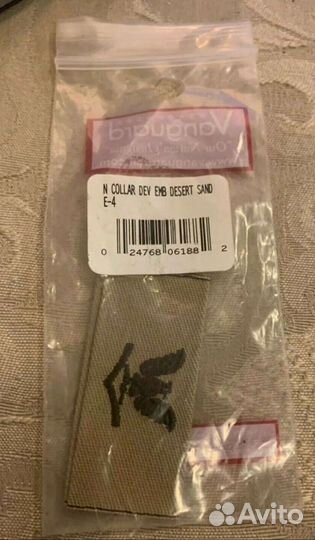 Vanguard
N COLLAR DEV EMB DESERT SAND
E-4
0 24768 06188 2
Avito